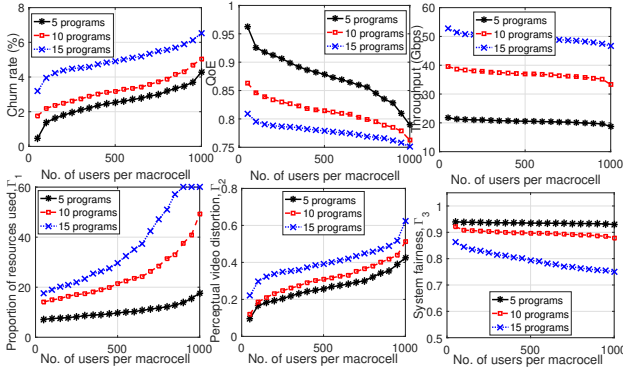 Churn rate (%)
8
6
4
2
0
5 programs
10 programs
15 programs
0
500
1000
No. of users per macrocell
QoE
1
0.95
0.9
0.85
0.8
0.75
5 programs
10 programs
15 programs
0
500
1000
No. of users per macrocell
Throughput (Gbps)
60
50
40
30
20
10
5 programs
10 programs
15 programs
0
500
1000
No. of users per macrocell
Proportion of resources used, Γ1
60
40
20
0
5 programs
10 programs
15 programs
0
500
1000
No. of users per macrocell
Perceptual video distortion, Γ2
0.8
0.6
0.4
0.2
0
5 programs
10 programs
15 programs
0
500
1000
No. of users per macrocell
System fairness, Γ3
1
0.9
0.8
0.7
0.6
0.5
5 programs
10 programs
15 programs
0
500
1000
No. of users per macrocell